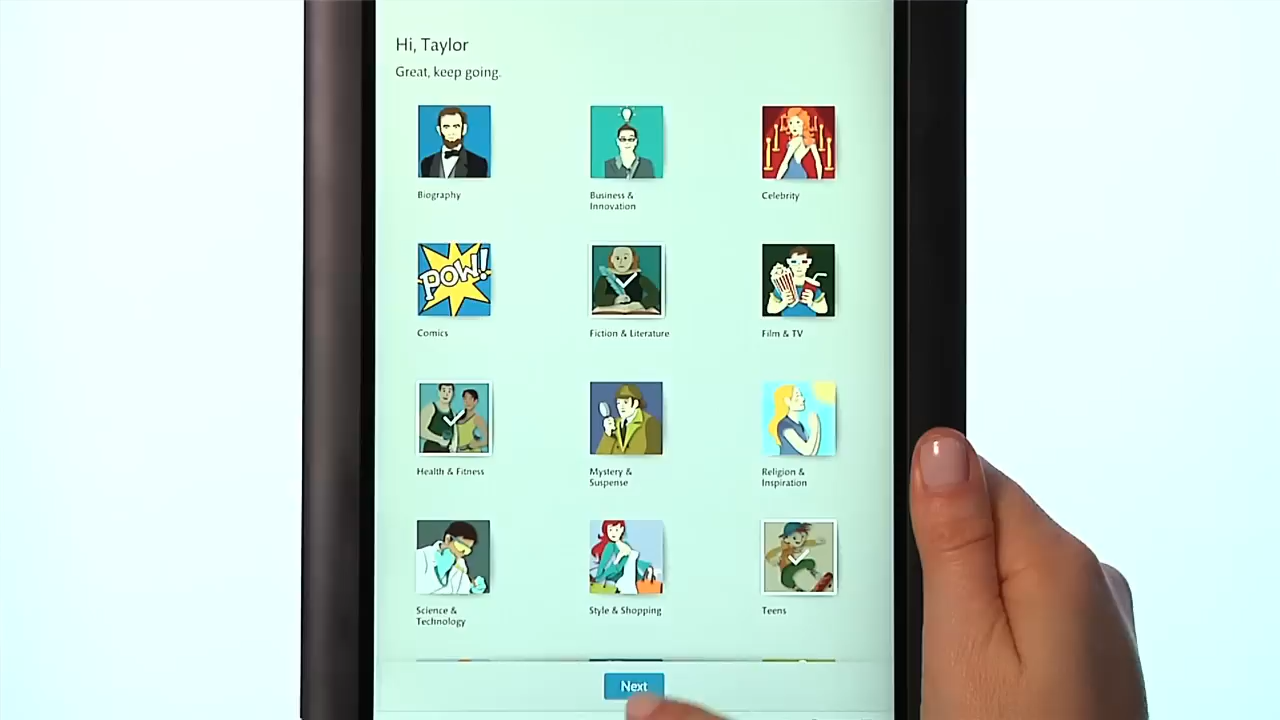 Hi, Taylor
Great, keep going.
Biography
Business &
Innovation
Celebrity
POW!
Comics
Fiction & Literature
Film & TV
Health & Fitness
Mystery &
Suspense
Religion &
Inspiration
Science &
Technology
Style & Shopping
Teens
Next